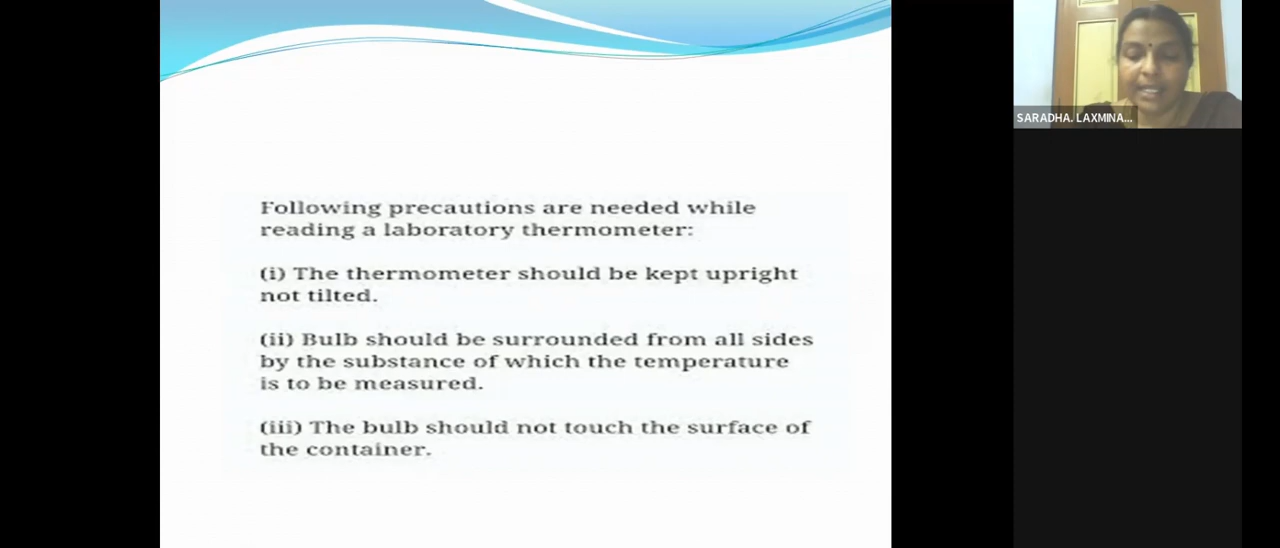 Following precautions are needed while
reading a laboratory thermometer:
(i) The thermometer should be kept upright
not tilted.
(ii) Bulb should be surrounded from all sides
by the substance of which the temperature
is to be measured.
(iii) The bulb should not touch the surface of
the container.
SARADHA. LAXMINA...